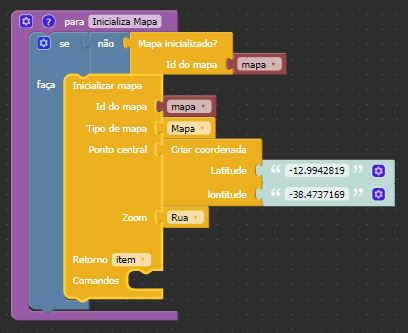 ? para Inicializa Mapa
se não Mapa inicializado?
Id do mapa mapa
faça Inicializar mapa
Id do mapa mapa
Tipo de mapa Mapa
Ponto central Criar coordenada
Latitude “ -12.9942819 ”
lontitude “ -38.4737169 ”
Zoom Rua
Retorno item
Comandos